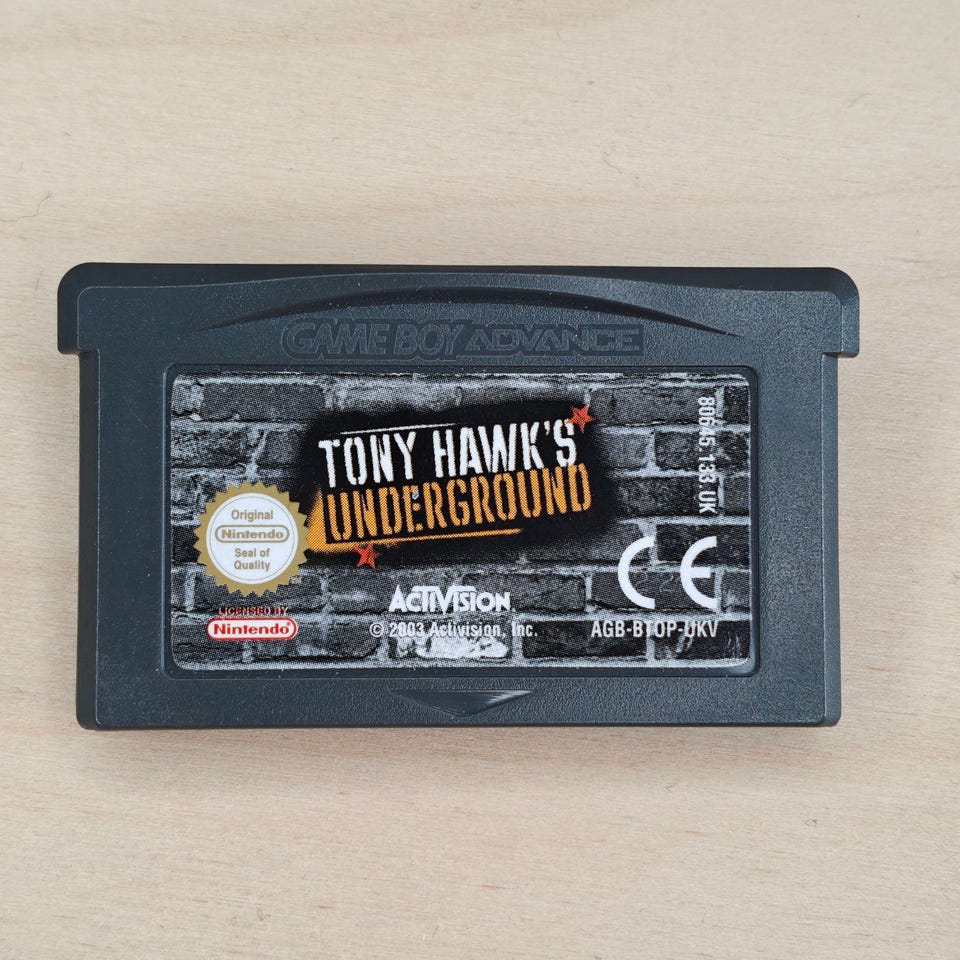 GAME BOY ADVANCE
TONY HAWK'S
UNDERGROUND
80645.133.UK
Original
Nintendo
Seal of
Quality
LICENSED BY
Nintendo
ACTIVISION
© 2003 Activision, Inc.
AGB-BTOP-UKV
CE